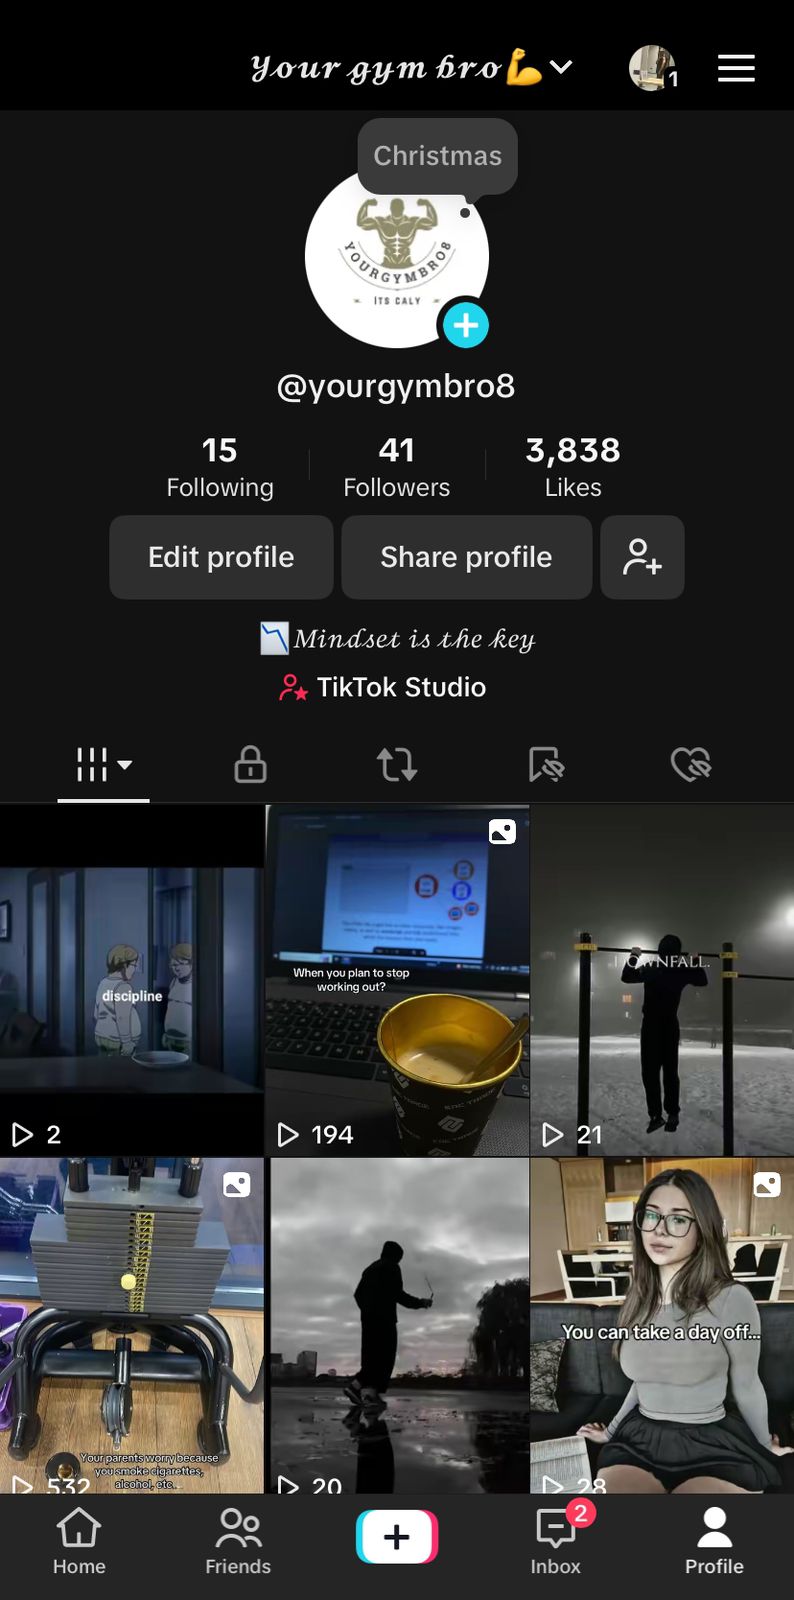 Your gym bro💪
1
Christmas
YOURGYMBRO8
ITS CALY
@yourgymbro8
15 41 3,838
Following Followers Likes
Edit profile Share profile
📉Mindset is the key
TikTok Studio
discipline
When you plan to stop
working out?
DOWNFALL.
2 194 21
Your parents worry because
you smoke cigarettes,
alcohol, etc...
You can take a day off...
532 20 28
Home Friends Inbox 2 Profile